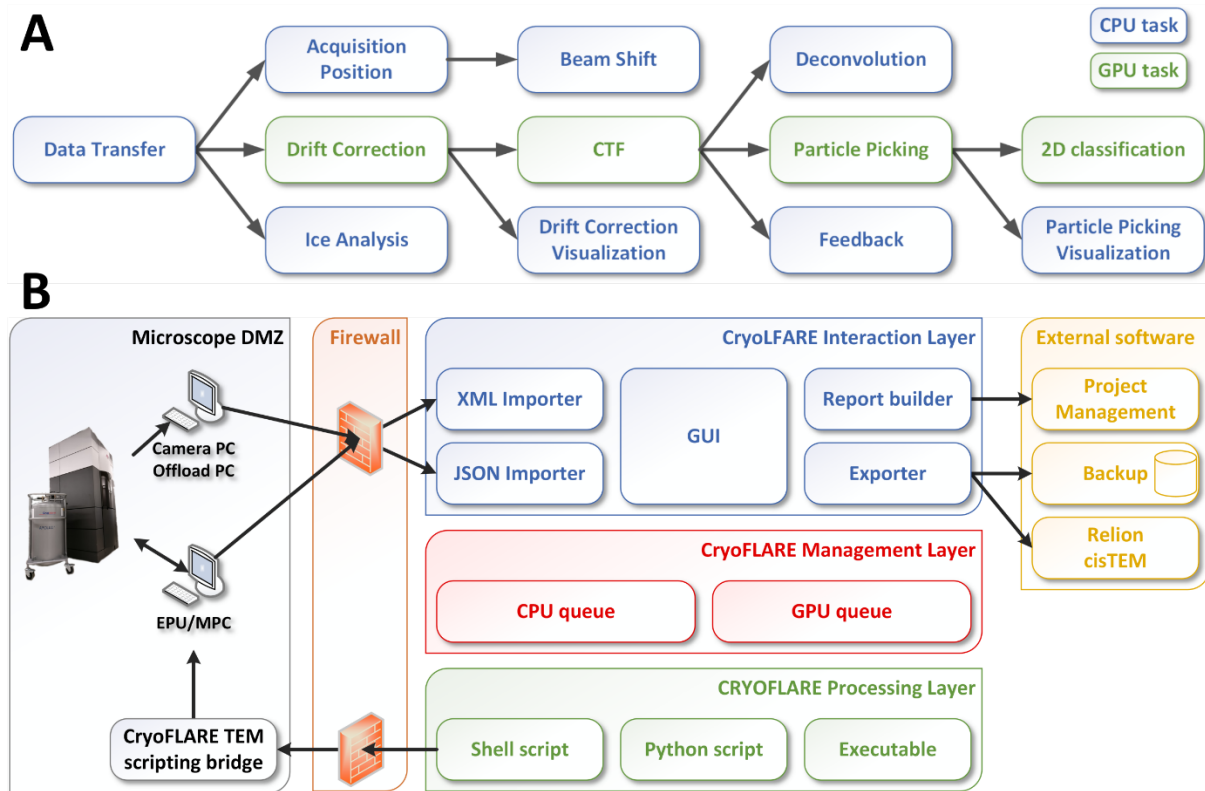 A
Acquisition
Position
Beam Shift
Deconvolution
CPU task
GPU task
Data Transfer
Drift Correction
CTF
Particle Picking
2D classification
Ice Analysis
Drift Correction
Visualization
Feedback
Particle Picking
Visualization
B
Microscope DMZ
Firewall
CryoLFARE Interaction Layer
External software
Camera PC
Offload PC
EPU/MPC
CryoFLARE TEM
scripting bridge
XML Importer
JSON Importer
GUI
Report builder
Exporter
Project
Management
Backup
Relion
cisTEM
CryoFLARE Management Layer
CPU queue
GPU queue
CRYOFLARE Processing Layer
Shell script
Python script
Executable